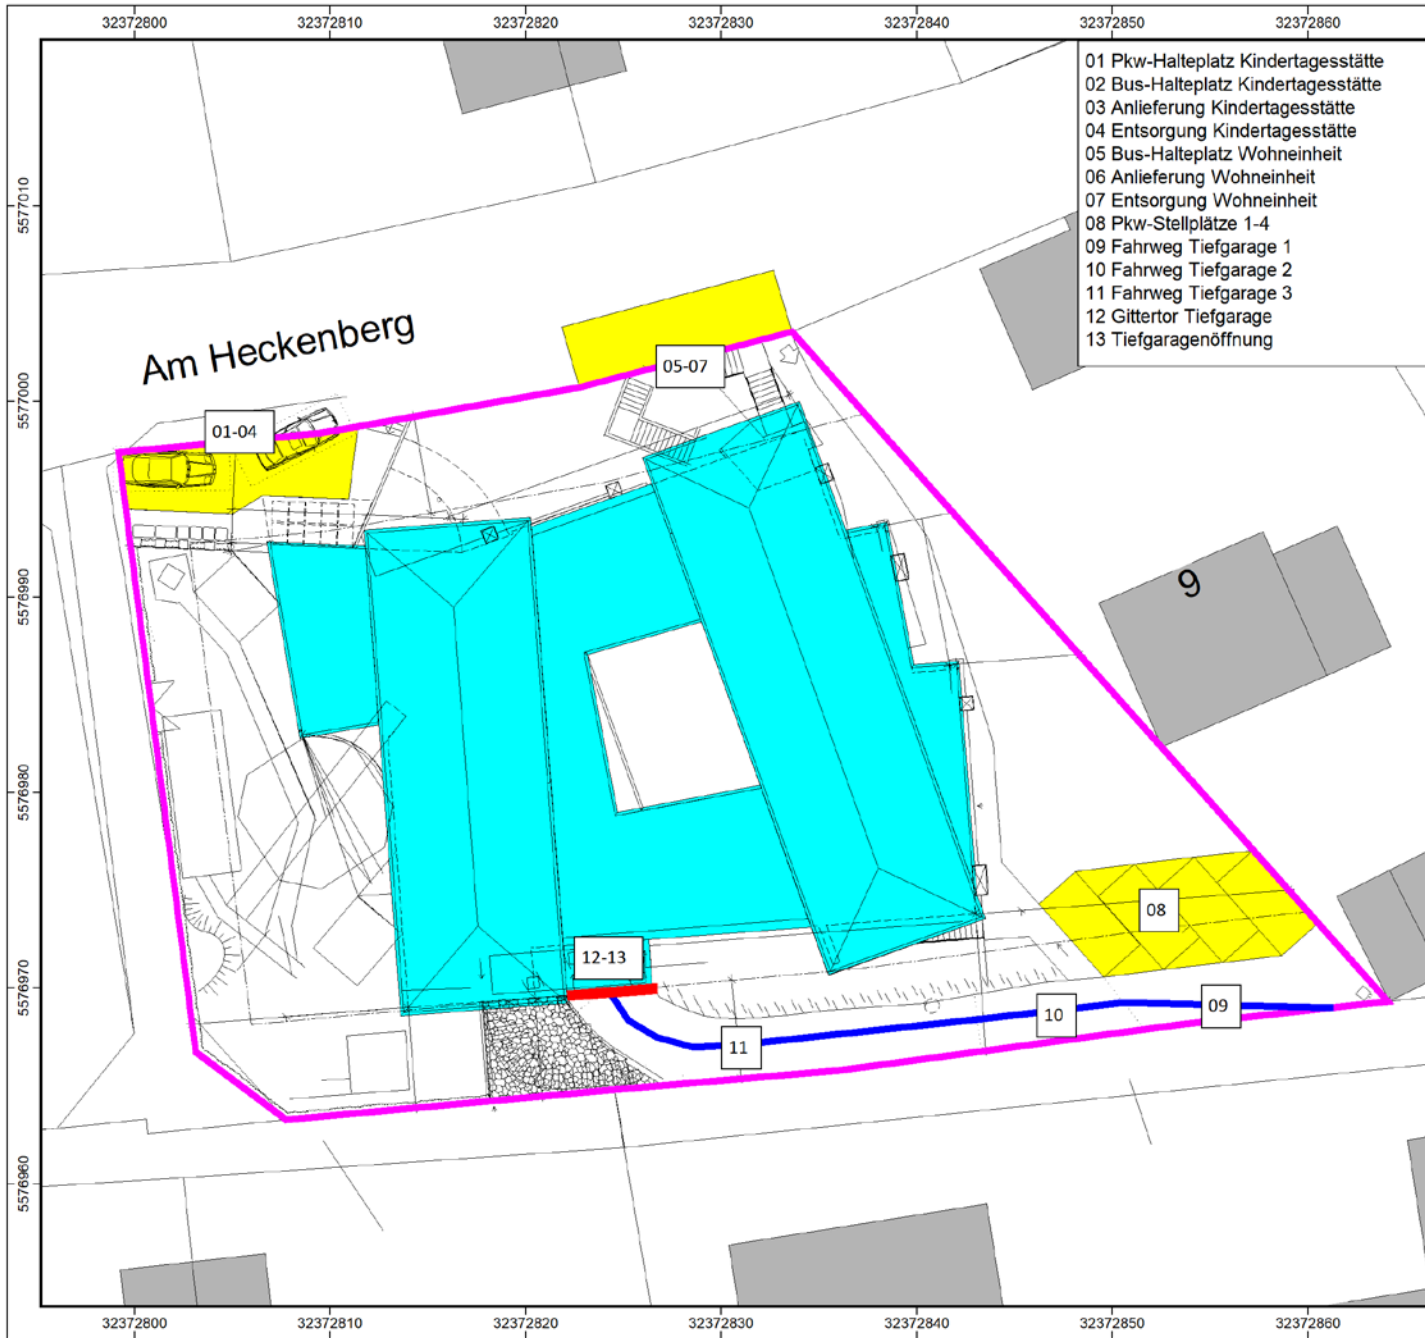 32372800 32372810 32372820 32372830 32372840 32372850 32372860
01 Pkw-Halteplatz Kindertagesstätte
02 Bus-Halteplatz Kindertagesstätte
03 Anlieferung Kindertagesstätte
04 Entsorgung Kindertagesstätte
05 Bus-Halteplatz Wohneinheit
06 Anlieferung Wohneinheit
07 Entsorgung Wohneinheit
08 Pkw-Stellplätze 1-4
09 Fahrweg Tiefgarage 1
10 Fahrweg Tiefgarage 2
11 Fahrweg Tiefgarage 3
12 Gittertor Tiefgarage
13 Tiefgaragenöffnung
5577010
Am Heckenberg
05-07
5577000
01-04
9
5576990
5576980
08
12-13
5576970
09
10
11
5576960
32372800 32372810 32372820 32372830 32372840 32372850 32372860